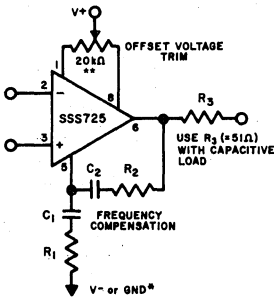 V+
20kΩ
**
OFFSET VOLTAGE
TRIM
1
8
2
−
SSS725
3
+
6
5
R3
USE R3 (=51Ω)
WITH CAPACITIVE
LOAD
C2
R2
C1
FREQUENCY
COMPENSATION
R1
V- or GND*